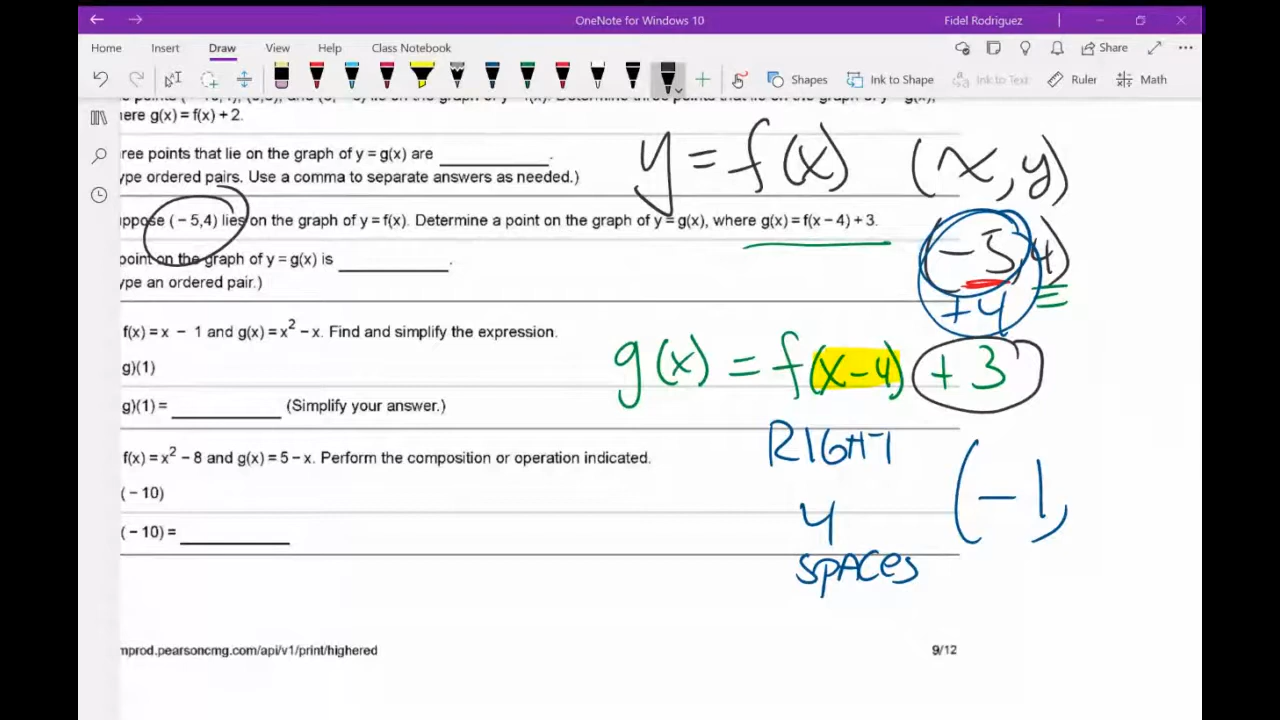 OneNote for Windows 10
Fidel Rodriguez
Home Insert Draw View Help Class Notebook Share
Shapes Ink to Shape Ink to Text Ruler Math
here g(x) = f(x) + 2.
ree points that lie on the graph of y = g(x) are
ype ordered pairs. Use a comma to separate answers as needed.)
ppose (− 5,4) lies on the graph of y = f(x). Determine a point on the graph of y = g(x), where g(x) = f(x − 4) + 3.
point on the graph of y = g(x) is
ype an ordered pair.)
f(x) = x − 1 and g(x) = x² − x. Find and simplify the expression.
g)(1)
g)(1) = (Simplify your answer.)
f(x) = x² − 8 and g(x) = 5 − x. Perform the composition or operation indicated.
(− 10)
(− 10) =
y = f(x) (x, y)
(−5, 4)
+4 =
g(x) = f(x−4) + 3
RIGHT
4
SPACES
(−1,
mprod.pearsoncmg.com/api/v1/print/highered
9/12